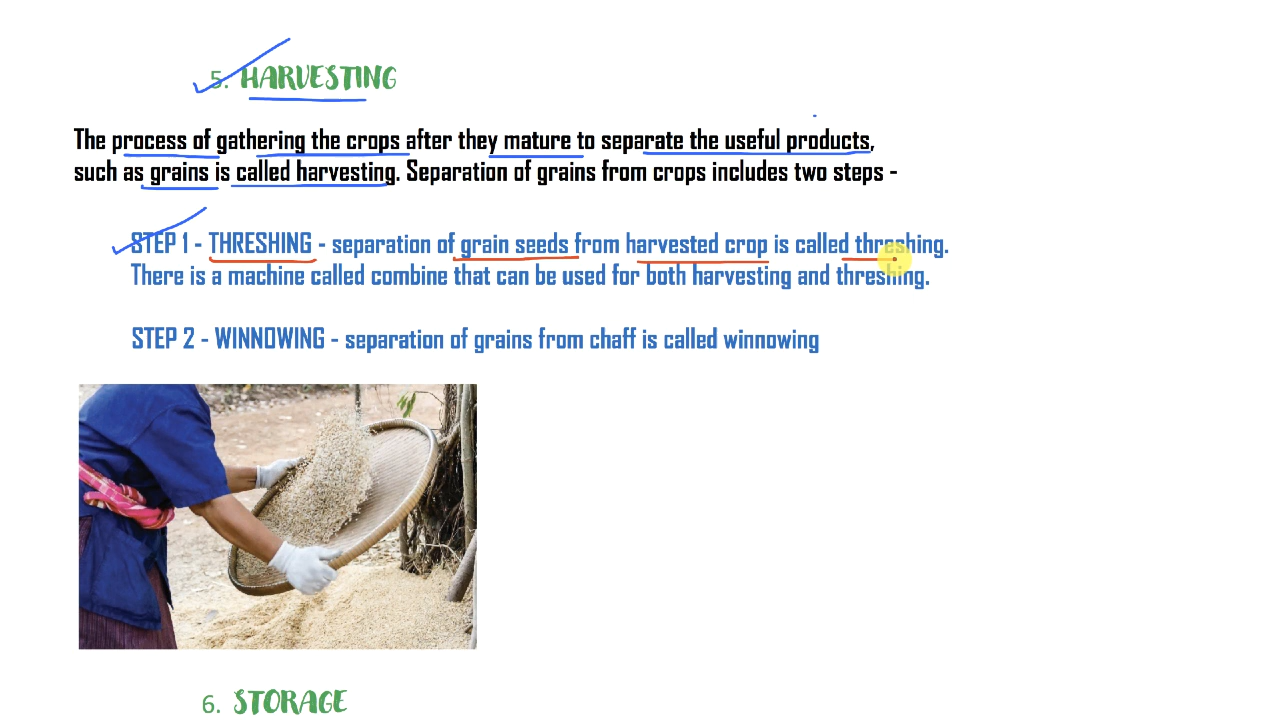 5. HARVESTING
The process of gathering the crops after they mature to separate the useful products,
such as grains is called harvesting. Separation of grains from crops includes two steps -
STEP 1 - THRESHING - separation of grain seeds from harvested crop is called threshing.
There is a machine called combine that can be used for both harvesting and threshing.
STEP 2 - WINNOWING - separation of grains from chaff is called winnowing
6. STORAGE